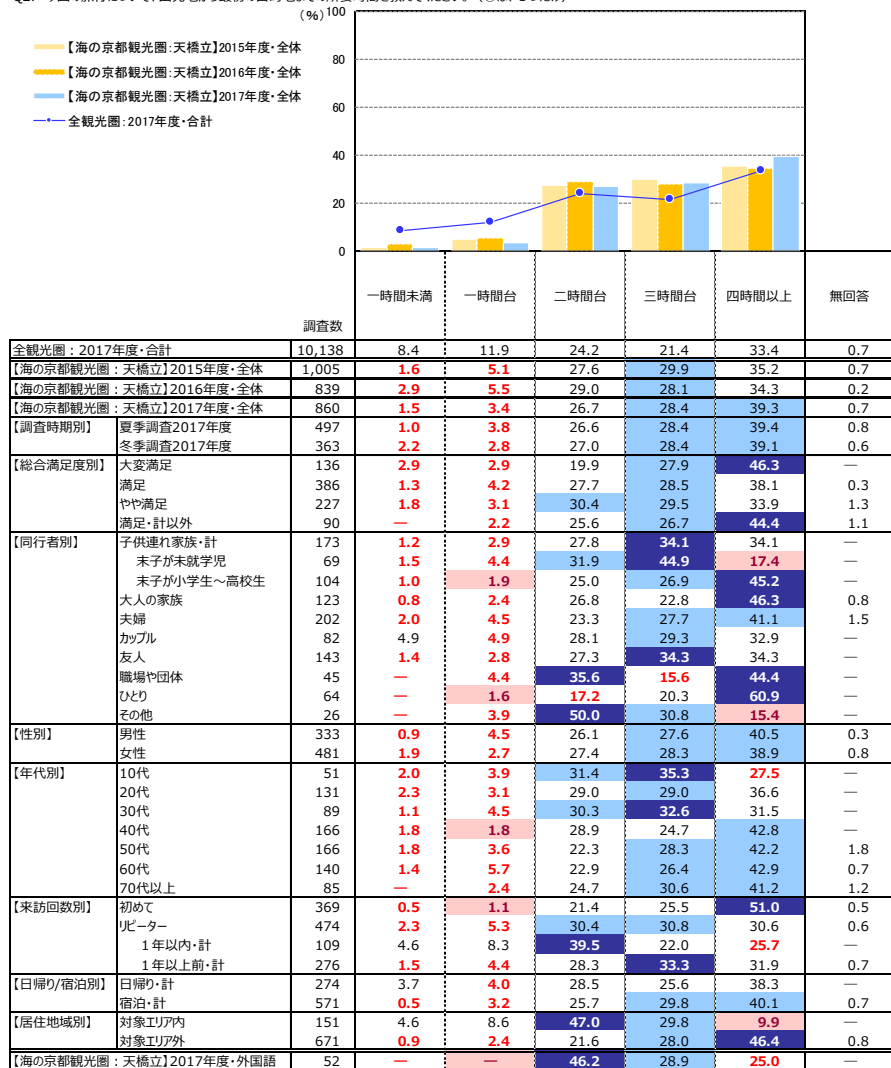 (%)
100
【海の京都観光圏:天橋立】2015年度・全体
【海の京都観光圏:天橋立】2016年度・全体
80
【海の京都観光圏:天橋立】2017年度・全体
全観光圏:2017年度・合計
60
40
20
0
調査数 一時間未満 一時間台 二時間台 三時間台 四時間以上 無回答
全観光圏:2017年度・合計 10,138 8.4 11.9 24.2 21.4 33.4 0.7
【海の京都観光圏:天橋立】2015年度・全体 1,005 1.6 5.1 27.6 29.9 35.2 0.7
【海の京都観光圏:天橋立】2016年度・全体 839 2.9 5.5 29.0 28.1 34.3 0.2
【海の京都観光圏:天橋立】2017年度・全体 860 1.5 3.4 26.7 28.4 39.3 0.7
【調査時期別】 夏季調査2017年度 497 1.0 3.8 26.6 28.4 39.4 0.8
冬季調査2017年度 363 2.2 2.8 27.0 28.4 39.1 0.6
【総合満足度別】 大変満足 136 2.9 2.9 19.9 27.9 46.3 —
満足 386 1.3 4.2 27.7 28.5 38.1 0.3
やや満足 227 1.8 3.1 30.4 29.5 33.9 1.3
満足・計以外 90 — 2.2 25.6 26.7 44.4 1.1
【同行者別】 子供連れ家族・計 173 1.2 2.9 27.8 34.1 34.1 —
末子が未就学児 69 1.5 4.4 31.9 44.9 17.4 —
末子が小学生~高校生 104 1.0 1.9 25.0 26.9 45.2 —
大人の家族 123 0.8 2.4 26.8 22.8 46.3 0.8
夫婦 202 2.0 4.5 23.3 27.7 41.1 1.5
カップル 82 4.9 4.9 28.1 29.3 32.9 —
友人 143 1.4 2.8 27.3 34.3 34.3 —
職場や団体 45 — 4.4 35.6 15.6 44.4 —
ひとり 64 — 1.6 17.2 20.3 60.9 —
その他 26 — 3.9 50.0 30.8 15.4 —
【性別】 男性 333 0.9 4.5 26.1 27.6 40.5 0.3
女性 481 1.9 2.7 27.4 28.3 38.9 0.8
【年代別】 10代 51 2.0 3.9 31.4 35.3 27.5 —
20代 131 2.3 3.1 29.0 29.0 36.6 —
30代 89 1.1 4.5 30.3 32.6 31.5 —
40代 166 1.8 1.8 28.9 24.7 42.8 —
50代 166 1.8 3.6 22.3 28.3 42.2 1.8
60代 140 1.4 5.7 22.9 26.4 42.9 0.7
70代以上 85 — 2.4 24.7 30.6 41.2 1.2
【来訪回数別】 初めて 369 0.5 1.1 21.4 25.5 51.0 0.5
リピーター 474 2.3 5.3 30.4 30.8 30.6 0.6
1年以内・計 109 4.6 8.3 39.5 22.0 25.7 —
1年以上前・計 276 1.5 4.4 28.3 33.3 31.9 0.7
【日帰り/宿泊別】 日帰り・計 274 3.7 4.0 28.5 25.6 38.3 —
宿泊・計 571 0.5 3.2 25.7 29.8 40.1 0.7
【居住地域別】 対象エリア内 151 4.6 8.6 47.0 29.8 9.9 —
対象エリア外 671 0.9 2.4 21.6 28.0 46.4 0.8
【海の京都観光圏:天橋立】2017年度・外国語 52 — — 46.2 28.9 25.0 —